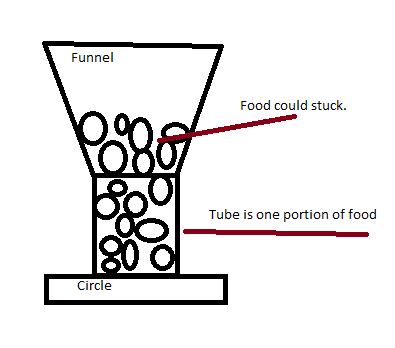 Funnel
Food could stuck.
Tube is one portion of food
Circle